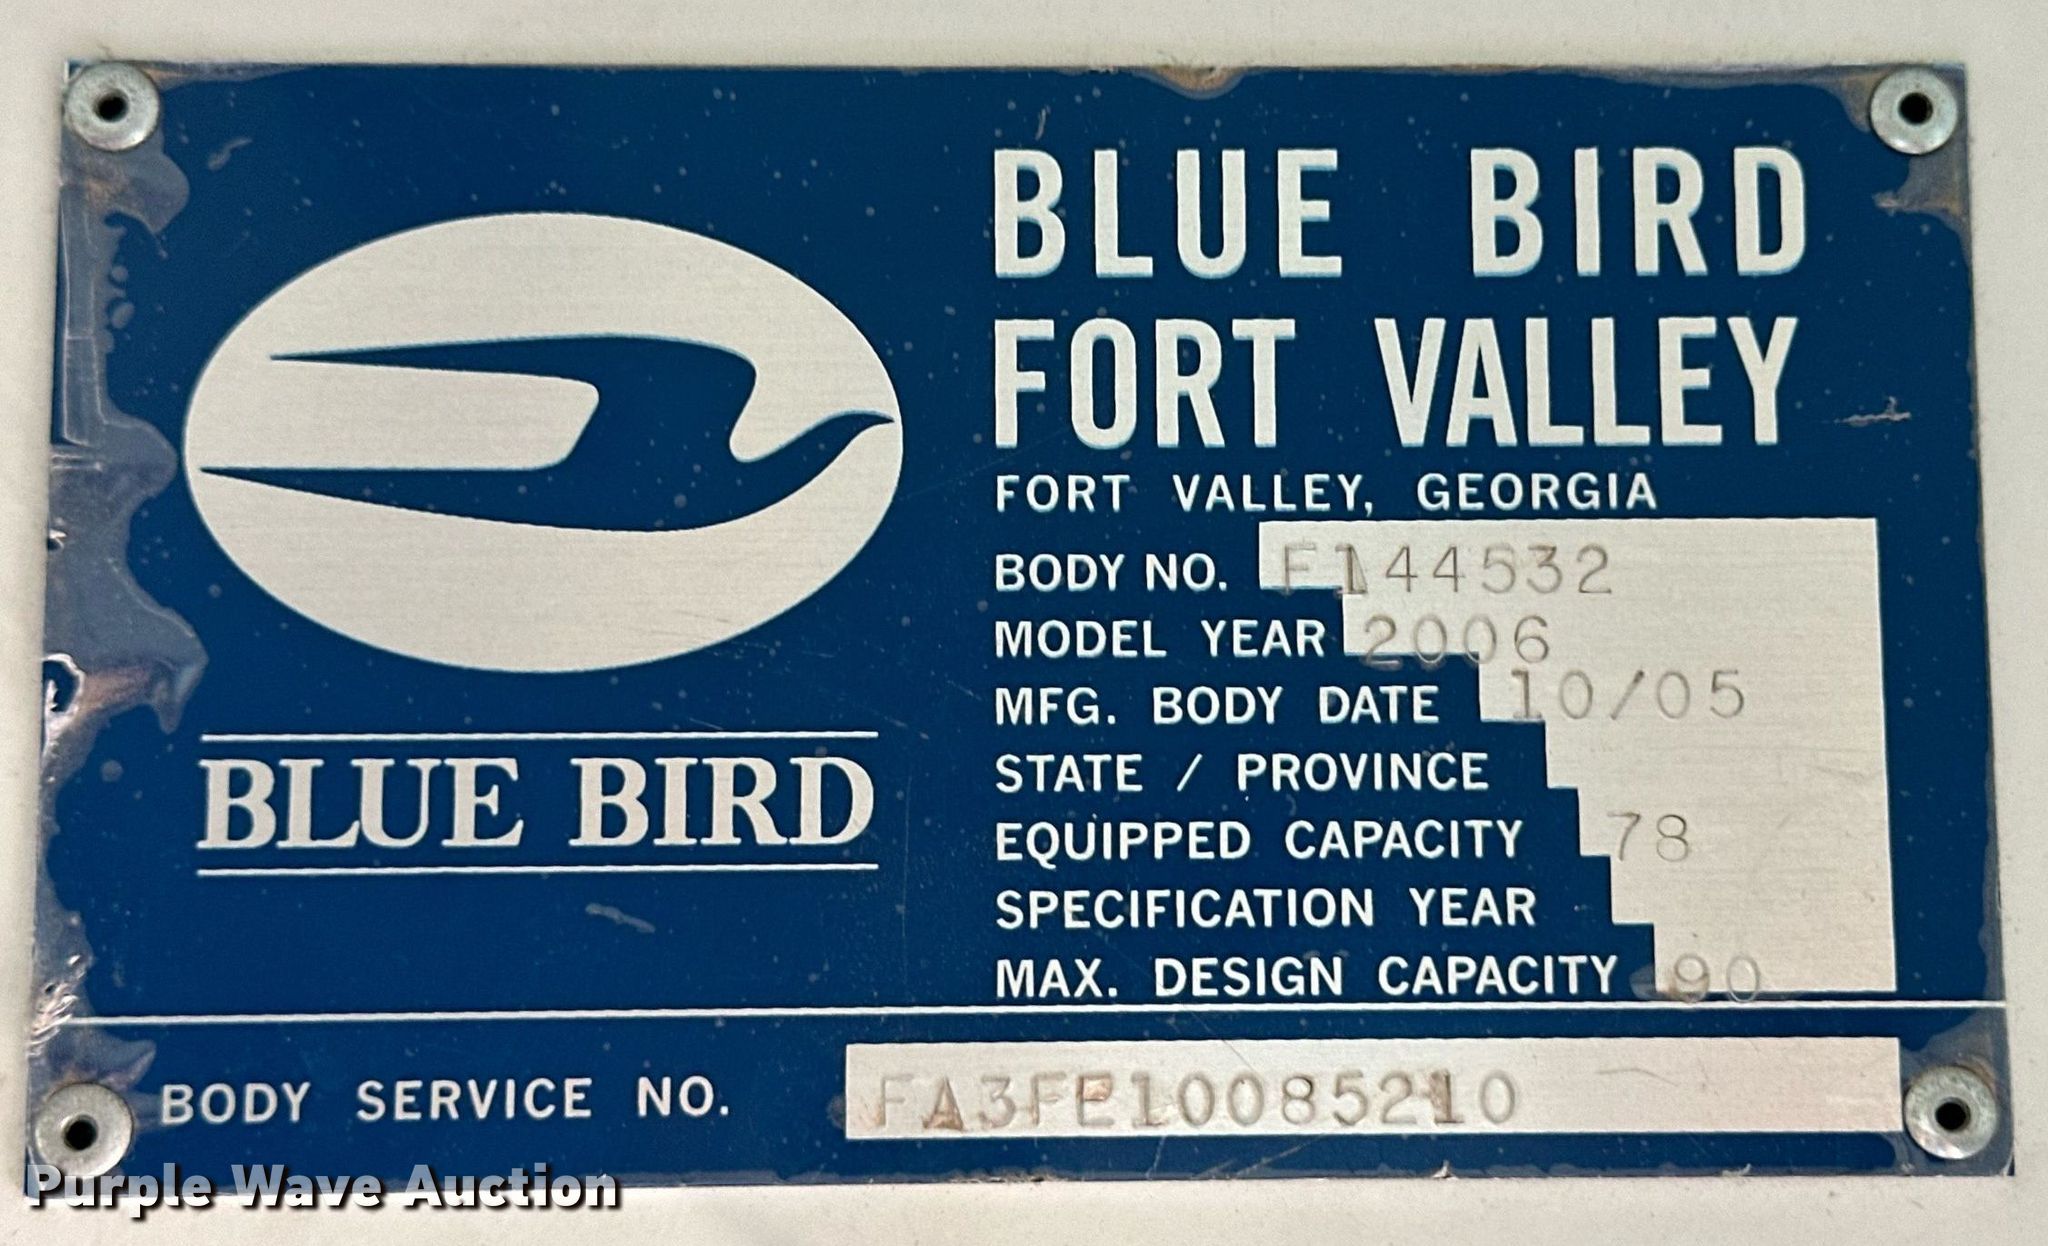 BLUE BIRD
FORT VALLEY
FORT VALLEY, GEORGIA
BODY NO. F144532
MODEL YEAR 2006
MFG. BODY DATE 10/05
STATE / PROVINCE
EQUIPPED CAPACITY 78
SPECIFICATION YEAR
MAX. DESIGN CAPACITY 90
BLUE BIRD
BODY SERVICE NO. FA3FE10085210
Purple Wave Auction